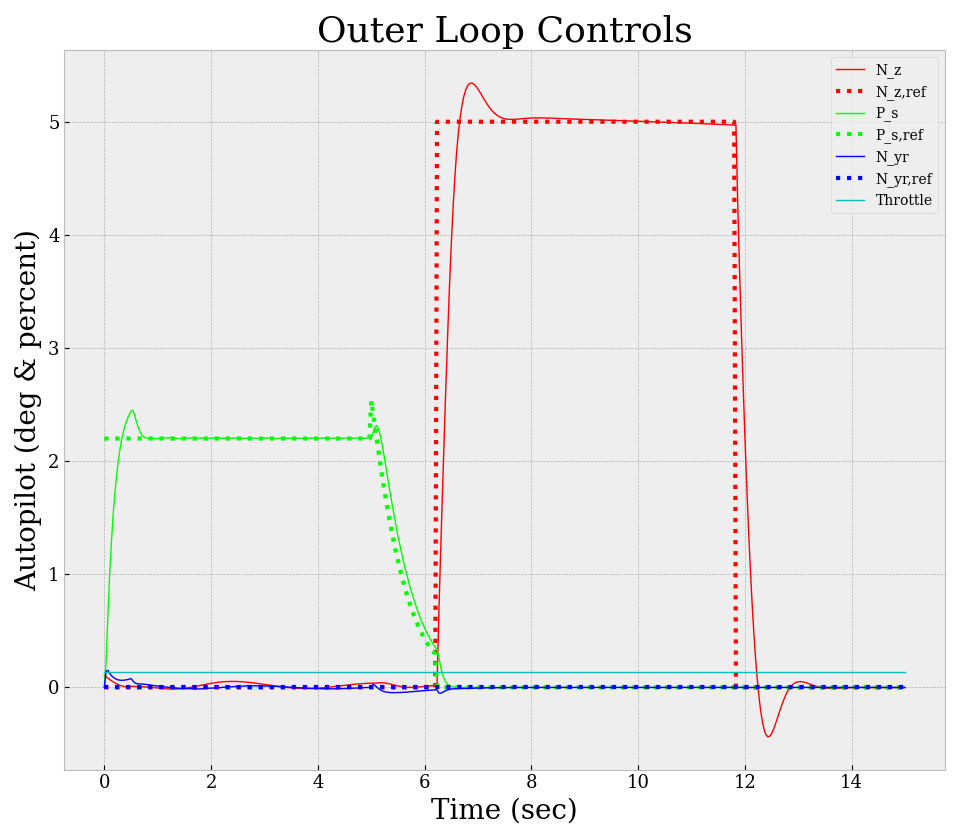 Outer Loop Controls
N_z
N_z,ref
P_s
P_s,ref
N_yr
N_yr,ref
Throttle
Autopilot (deg & percent)
5
4
3
2
1
0
0 2 4 6 8 10 12 14
Time (sec)